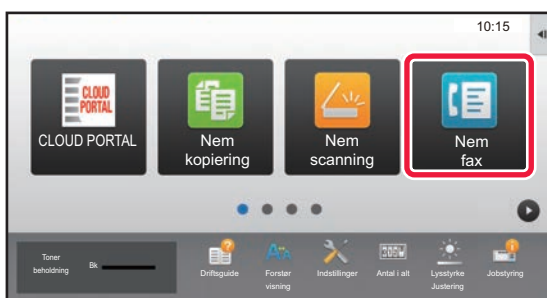 10:15
CLOUD
PORTAL
CLOUD PORTAL
Nem
kopiering
Nem
scanning
Nem
fax
Toner
beholdning
Bk
Driftsguide
Forstør
visning
Indstillinger
Antal i alt
Lysstyrke
Justering
Jobstyring